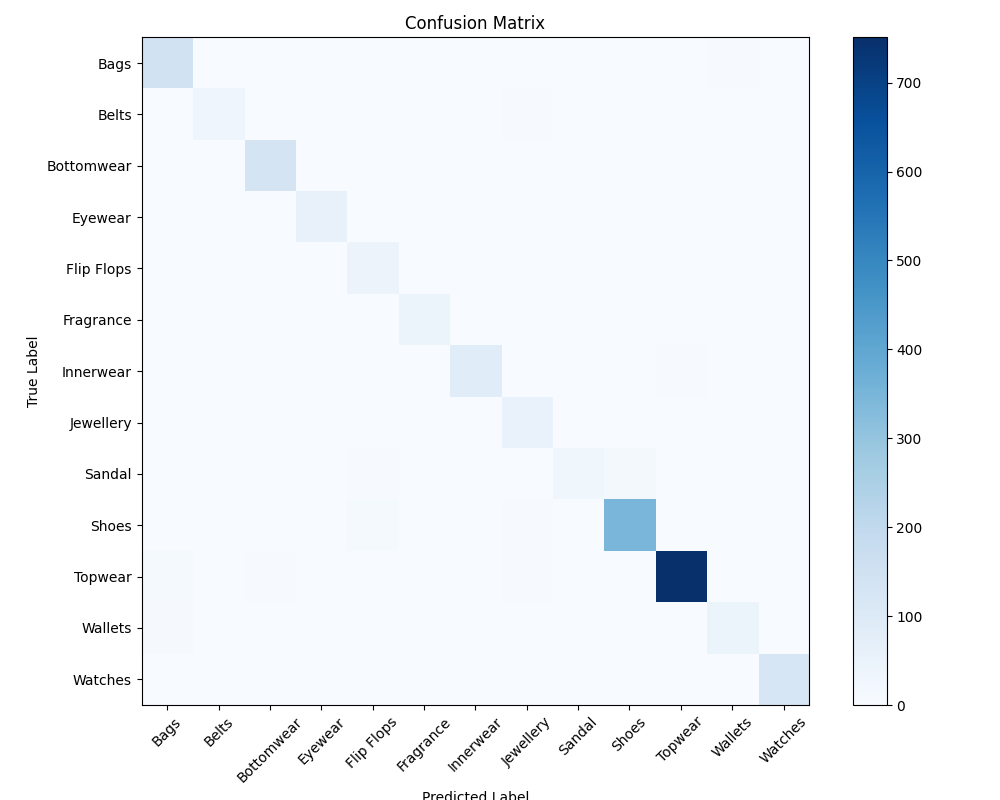 Confusion Matrix
True Label
Bags
Belts
Bottomwear
Eyewear
Flip Flops
Fragrance
Innerwear
Jewellery
Sandal
Shoes
Topwear
Wallets
Watches
Bags
Belts
Bottomwear
Eyewear
Flip Flops
Fragrance
Innerwear
Jewellery
Sandal
Shoes
Topwear
Wallets
Watches
Predicted Label
700
600
500
400
300
200
100
0